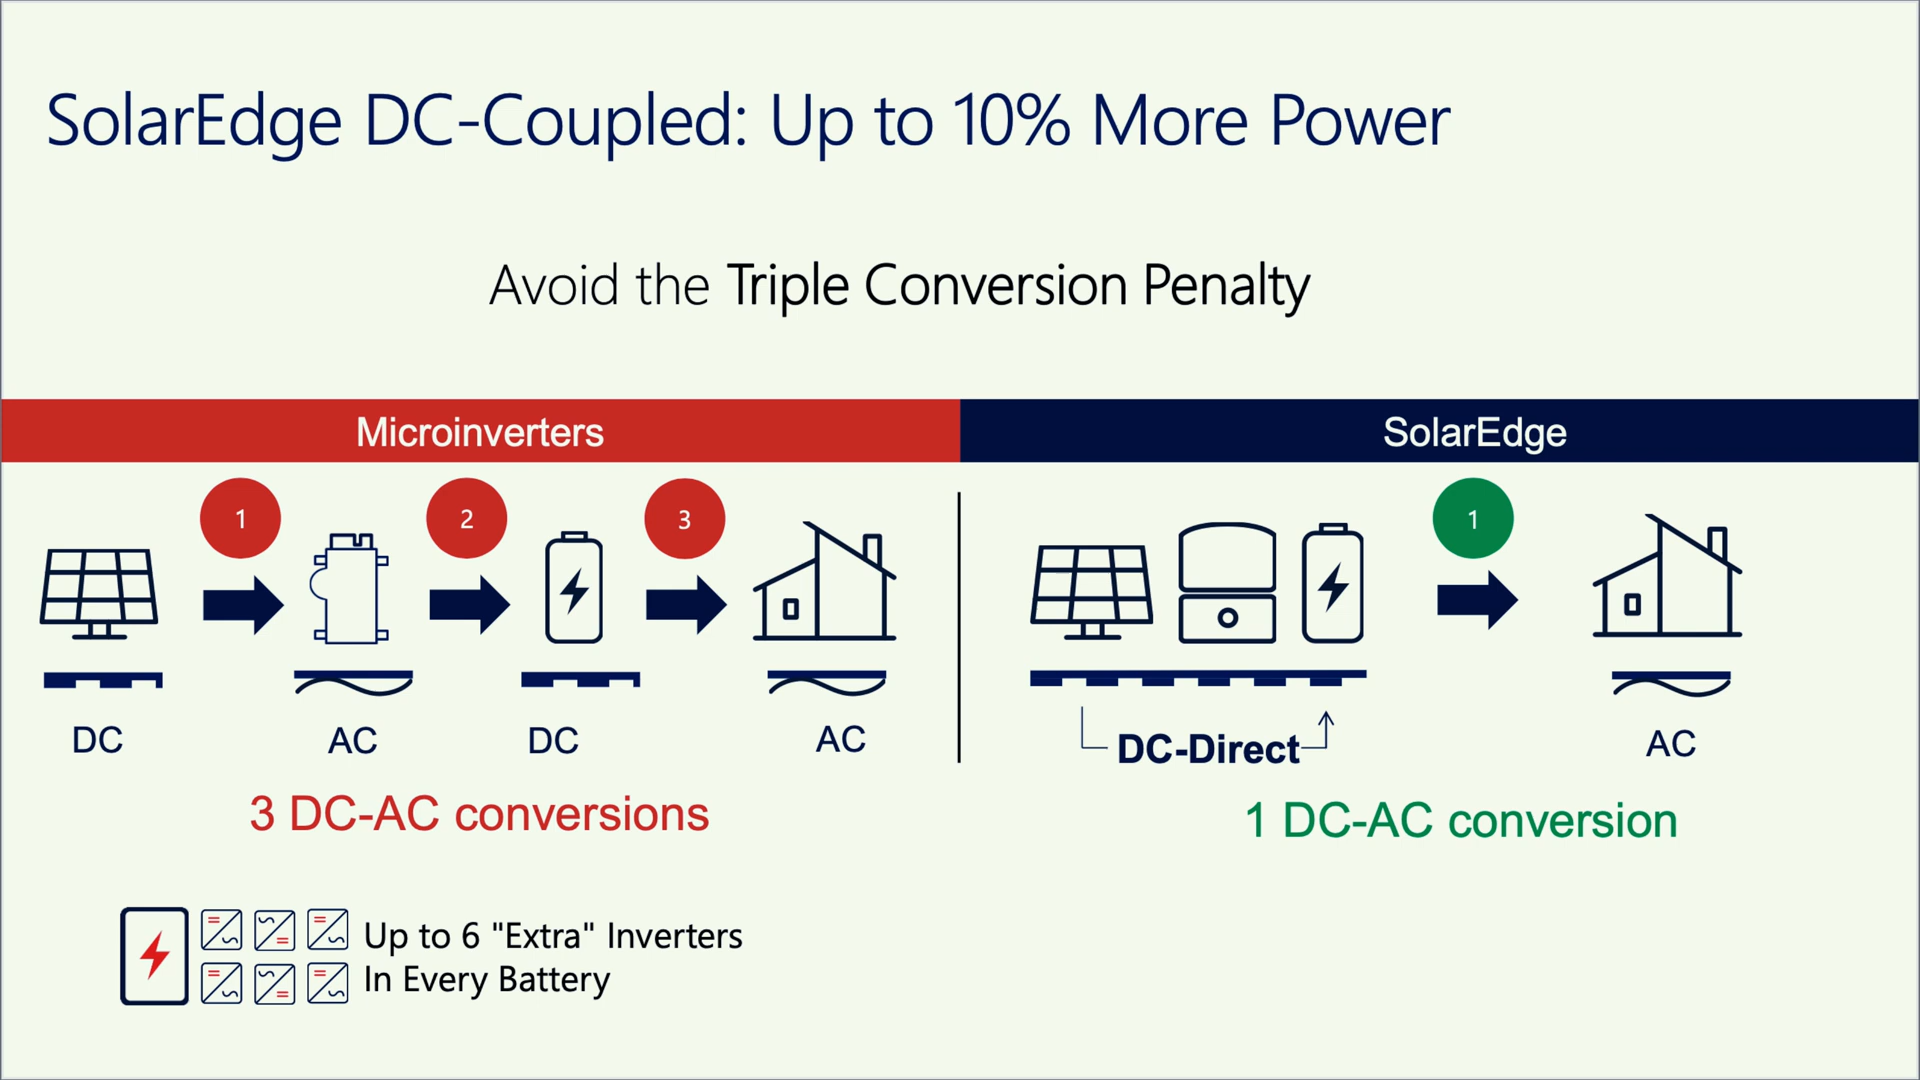 SolarEdge DC-Coupled: Up to 10% More Power
Avoid the Triple Conversion Penalty
Microinverters
SolarEdge
1
2
3
1
DC
AC
DC
AC
DC-Direct
AC
3 DC-AC conversions
1 DC-AC conversion
Up to 6 "Extra" Inverters
In Every Battery